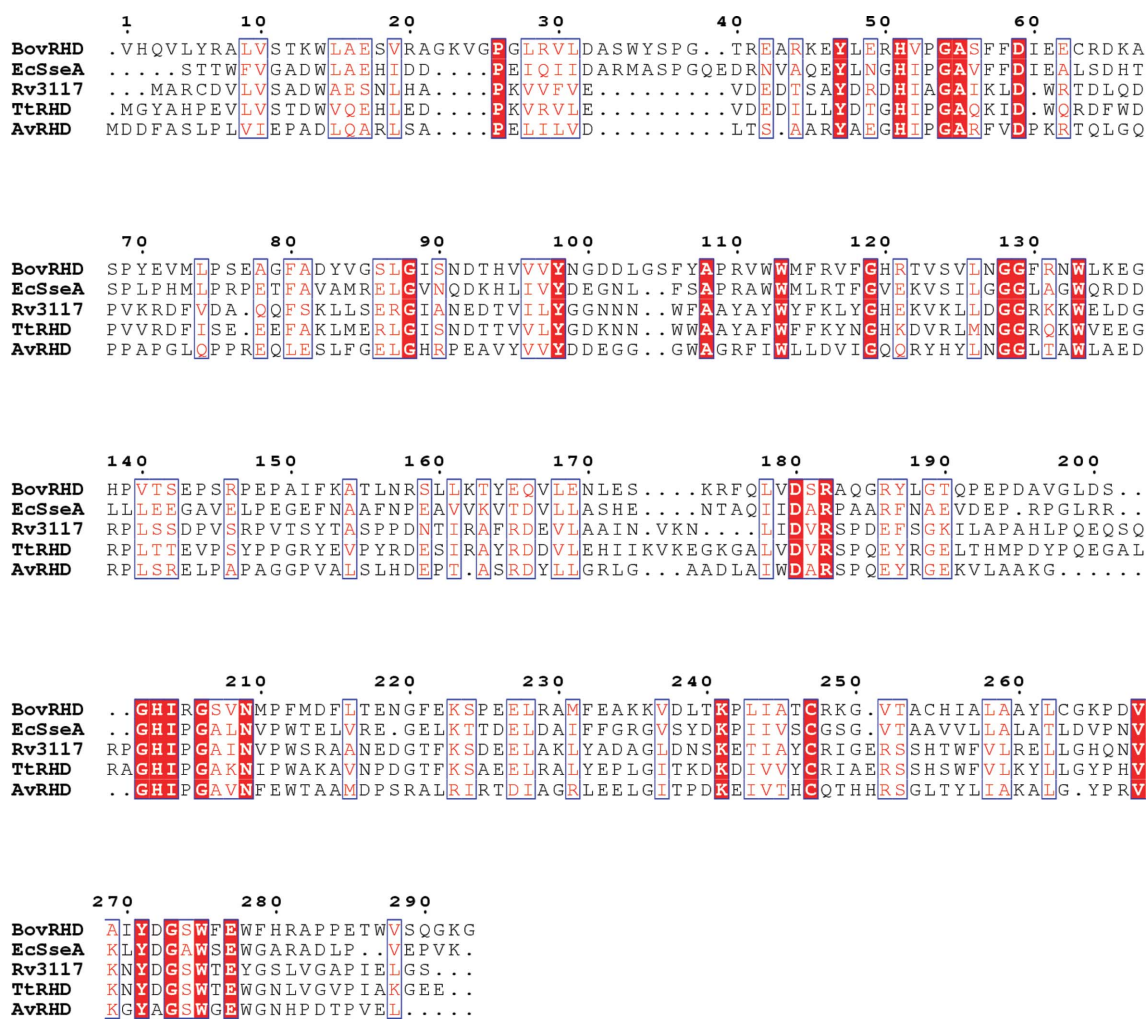 1 10 20 30 40 50 60
BovRHD .VHQVLYRALVSTKWLAESVRAGKVGPGLRVLDASWYSPG..TREARKEYLERHVPGASFFDIEECRDKA
EcSseA .....STTWFVGADWLAEHIDD....PEIQIIDARMASPGQEDRNVAQEYLNGHIPGAVFFDIEALSDHT
Rv3117 ...MARCDVLVSADWAESNLHA....PKVVFVE.........VDEDTSAYDRDHIAGAIKLD.WRTDLQD
TtRHD .MGYAHPEVLVSTDWVQEHLED....PKVRVLE.........VDEDILLYDTGHIPGAQKID.WQRDFWD
AvRHD MDDFASLPLVIEPADLQARLSA....PELILVD.........LTS.AARYAEGHIPGARFVDPKRTQLGQ
70 80 90 100 110 120 130
BovRHD SPYEVMLPSEAGFADYVGSLGISNDTHVVVYNGDDLGSFYAPRVWWMFRVFGHRTVSVLNGGFRNWLKEG
EcSseA SPLPHMLPRPETFAVAMRELGVNQDKHLIVYDEGNL..FSAPRAWWMLRTFGVEKVSILGGGLAGWQRDD
Rv3117 PVKRDFVDA.QQFSKLLSERGIANEDTVILYGGNNN..WFAAYAYWYFKLYGHEKVKLLDGGRKKWELDG
TtRHD PVVRDFISE.EEFAKLMERLGISNDTTVVLYGDKNN..WWAAYAFWFFKYNGHKDVRLMNGGRQKWVEEG
AvRHD PPAPGLQPPREQLESLFGELGHRPEAVYVVYDDEGG..GWAGRFIWLLDVIGQQRYHYLNGGLTAWLAED
140 150 160 170 180 190 200
BovRHD HPVTSEPSRPEPAIFKATLNRSLLKTYEQVLENLES....KRFQLVDSRAQGRYLGTQPEPDAVGLDS..
EcSseA LLLEEGAVELPEGEFNAAFNPEAVVKVTDVLLASHE....NTAQIIDARPAARFNAEVDEP.RPGLRR..
Rv3117 RPLSSDPVSRPVTSYTASPPDNTIRAFRDEVLAAIN.VKN....LIDVRSPDEFSGKILAPAHLPQEQSQ
TtRHD RPLTTEVPSYPPGRYEVPYRDESIRAYRDDVLEHIIKVKEGKGALVDVRSPQEYRGELTHMPDYPQEGAL
AvRHD RPLSRELPAPAGGPVALSLHDEPT.ASRDYLLGRLG...AADLAIWDARSPQEYRGEKVLAAKG......
210 220 230 240 250 260
BovRHD ..GHIRGSVNMPFMDFLTENGFEKSPEELRAMFEAKKVDLTKPLIATCRKG.VTACHIALAAYLCGKPDV
EcSseA ..GHIPGALNVPWTELVRE.GELKTTDELDAIFFGRGVSYDKPIIVSCGSG.VTAAVVLLALATLDVPNV
Rv3117 RPGHIPGAINVPWSRAANEDGTFKSDEELAKLYADAGLDNSKETIAYCRIGERSSHTWFVLRELLGHQNV
TtRHD RAGHIPGAKNIPWAKAVNPDGTFKSAEELRALYEPLGITKDKDIVVYCRIAERSSHSWFVLKYLLGYPHV
AvRHD ..GHIPGAVNFEWTAAMDPSRALRIRTDIAGRLEELGITPDKEIVTHCQTHHRSGLTYLIAKALG.YPRV
270 280 290
BovRHD AIYDGSWFEWFHRAPPETWVSQGKG
EcSseA KLYDGAWSEWGARADLP..VEPVK.
Rv3117 KNYDGSWTEYGSLVGAPIELGS...
TtRHD KNYDGSWTEWGNLVGVPIAKGEE..
AvRHD KGYAGSWGEWGNHPDTPVEL.....